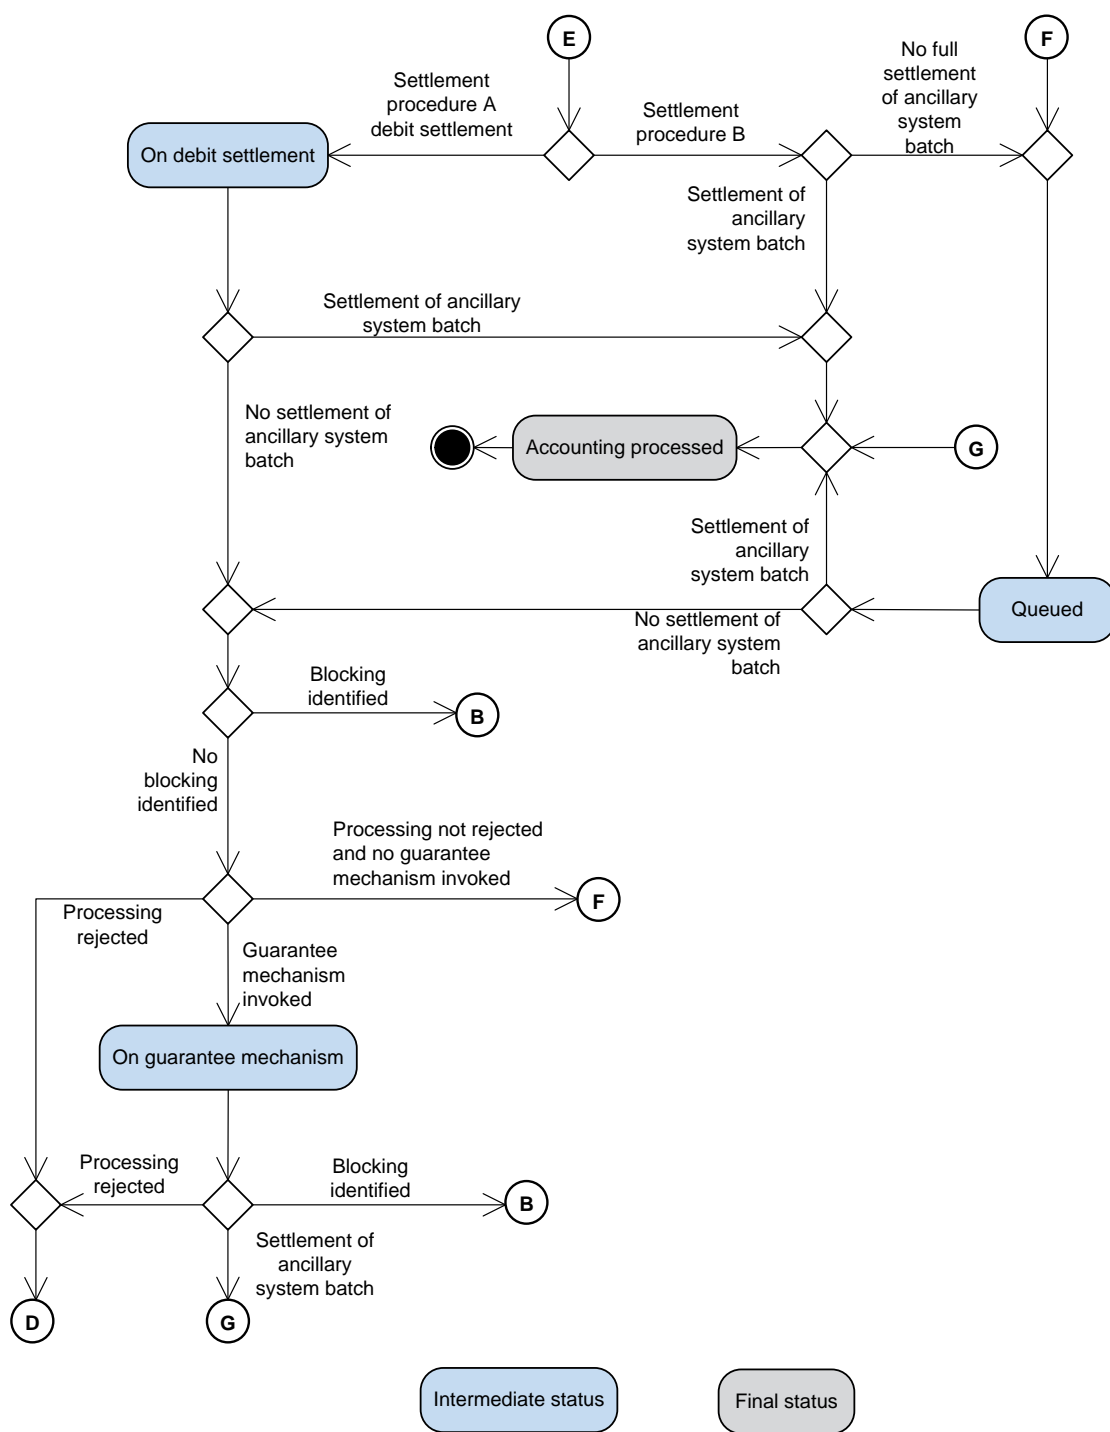 E
F
No full
settlement
of ancillary
system
batch
Settlement
procedure A
debit settlement
Settlement
procedure B
On debit settlement
Settlement of
ancillary
system batch
Settlement of ancillary
system batch
No settlement of
ancillary system
batch
Accounting processed
G
Settlement of
ancillary
system batch
Queued
No settlement of
ancillary system
batch
Blocking
identified
B
No
blocking
identified
Processing not rejected
and no guarantee
mechanism invoked
F
Processing
rejected
Guarantee
mechanism
invoked
On guarantee mechanism
Processing
rejected
Blocking
identified
B
Settlement of
ancillary
system batch
D
G
Intermediate status
Final status